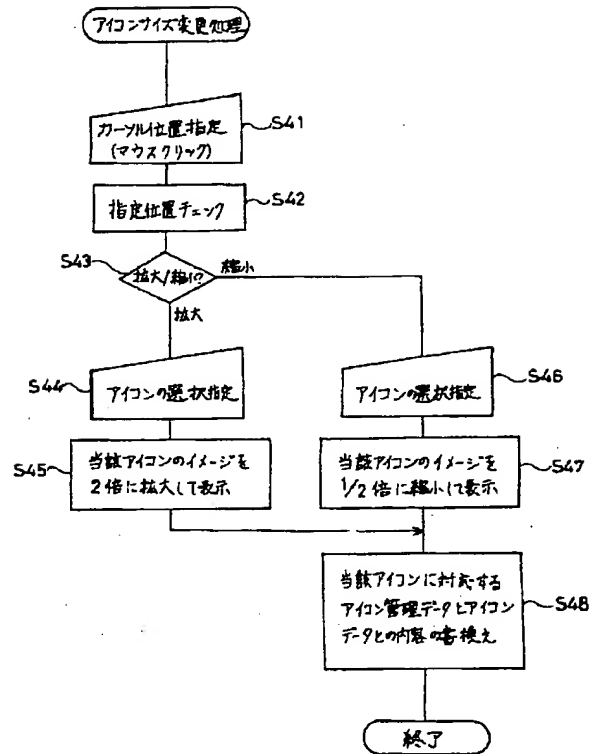 アイコンサイズ変更処理
カーソル位置指定
(マウスクリック)
S41
指定位置チェック
S42
S43
拡大/縮小?
縮小
拡大
S44
アイコンの選択指定
アイコンの選択指定
S46
S45
当該アイコンのイメージを
2倍に拡大して表示
当該アイコンのイメージを
1/2倍に縮小して表示
S47
当該アイコンに対応する
アイコン管理データとアイコン
データとの内容の書換え
S48
終了